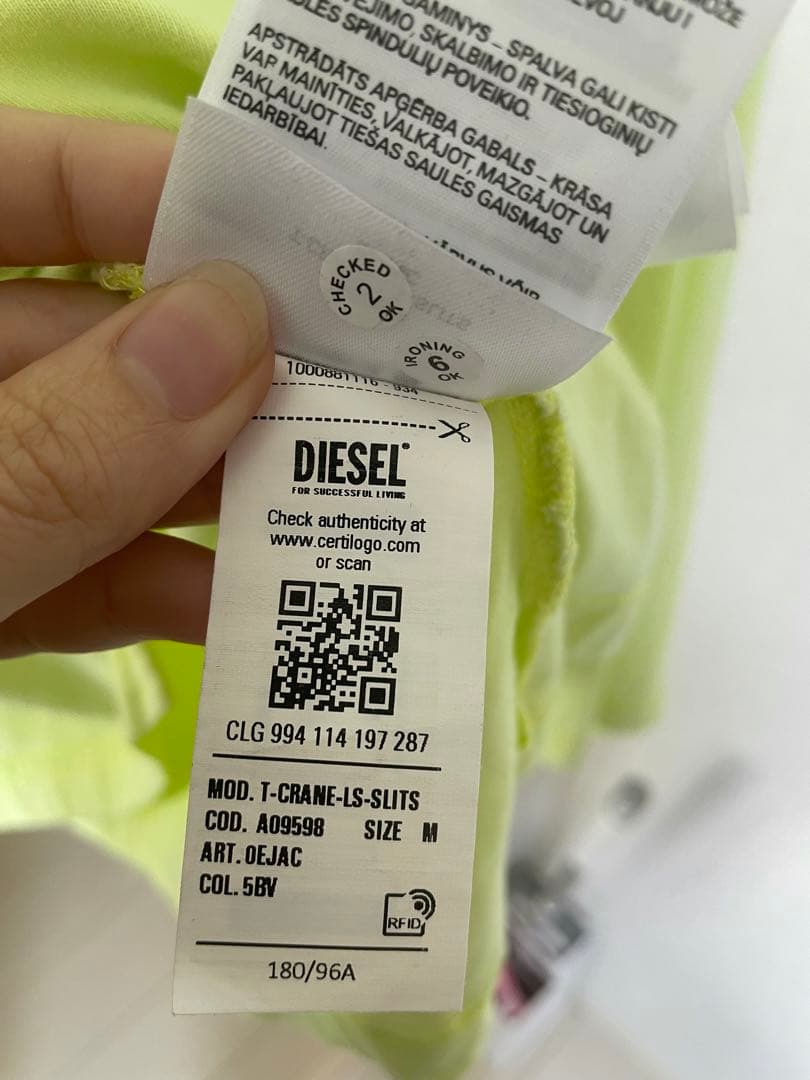 MOŽE
GAMINYS – SPALVA GALI KISTI
SKALBIMO IR TIESIOGINIŲ
SPINDULIŲ POVEIKIO.
APSTRĀDĀTS APĢĒRBA GABALS – KRĀSA
VAR MAINĪTIES, VALKĀJOT, MAZGĀJOT UN
PAKĻAUJOT TIEŠAS SAULES GAISMAS
IEDARBĪBAI.
CHECKED
2
OK
IRONING
6
OK
1000881116 - 934
DIESEL
FOR SUCCESSFUL LIVING
Check authenticity at
www.certilogo.com
or scan
CLG 994 114 197 287
MOD. T-CRANE-LS-SLITS
COD. A09598 SIZE M
ART. 0EJAC
COL. 5BV
RFID
180/96A